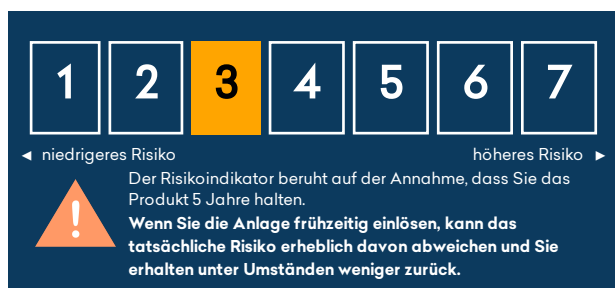 1 2 3 4 5 6 7
◄ niedrigeres Risiko höheres Risiko ►
Der Risikoindikator beruht auf der Annahme, dass Sie das
Produkt 5 Jahre halten.
Wenn Sie die Anlage frühzeitig einlösen, kann das
tatsächliche Risiko erheblich davon abweichen und Sie
erhalten unter Umständen weniger zurück.